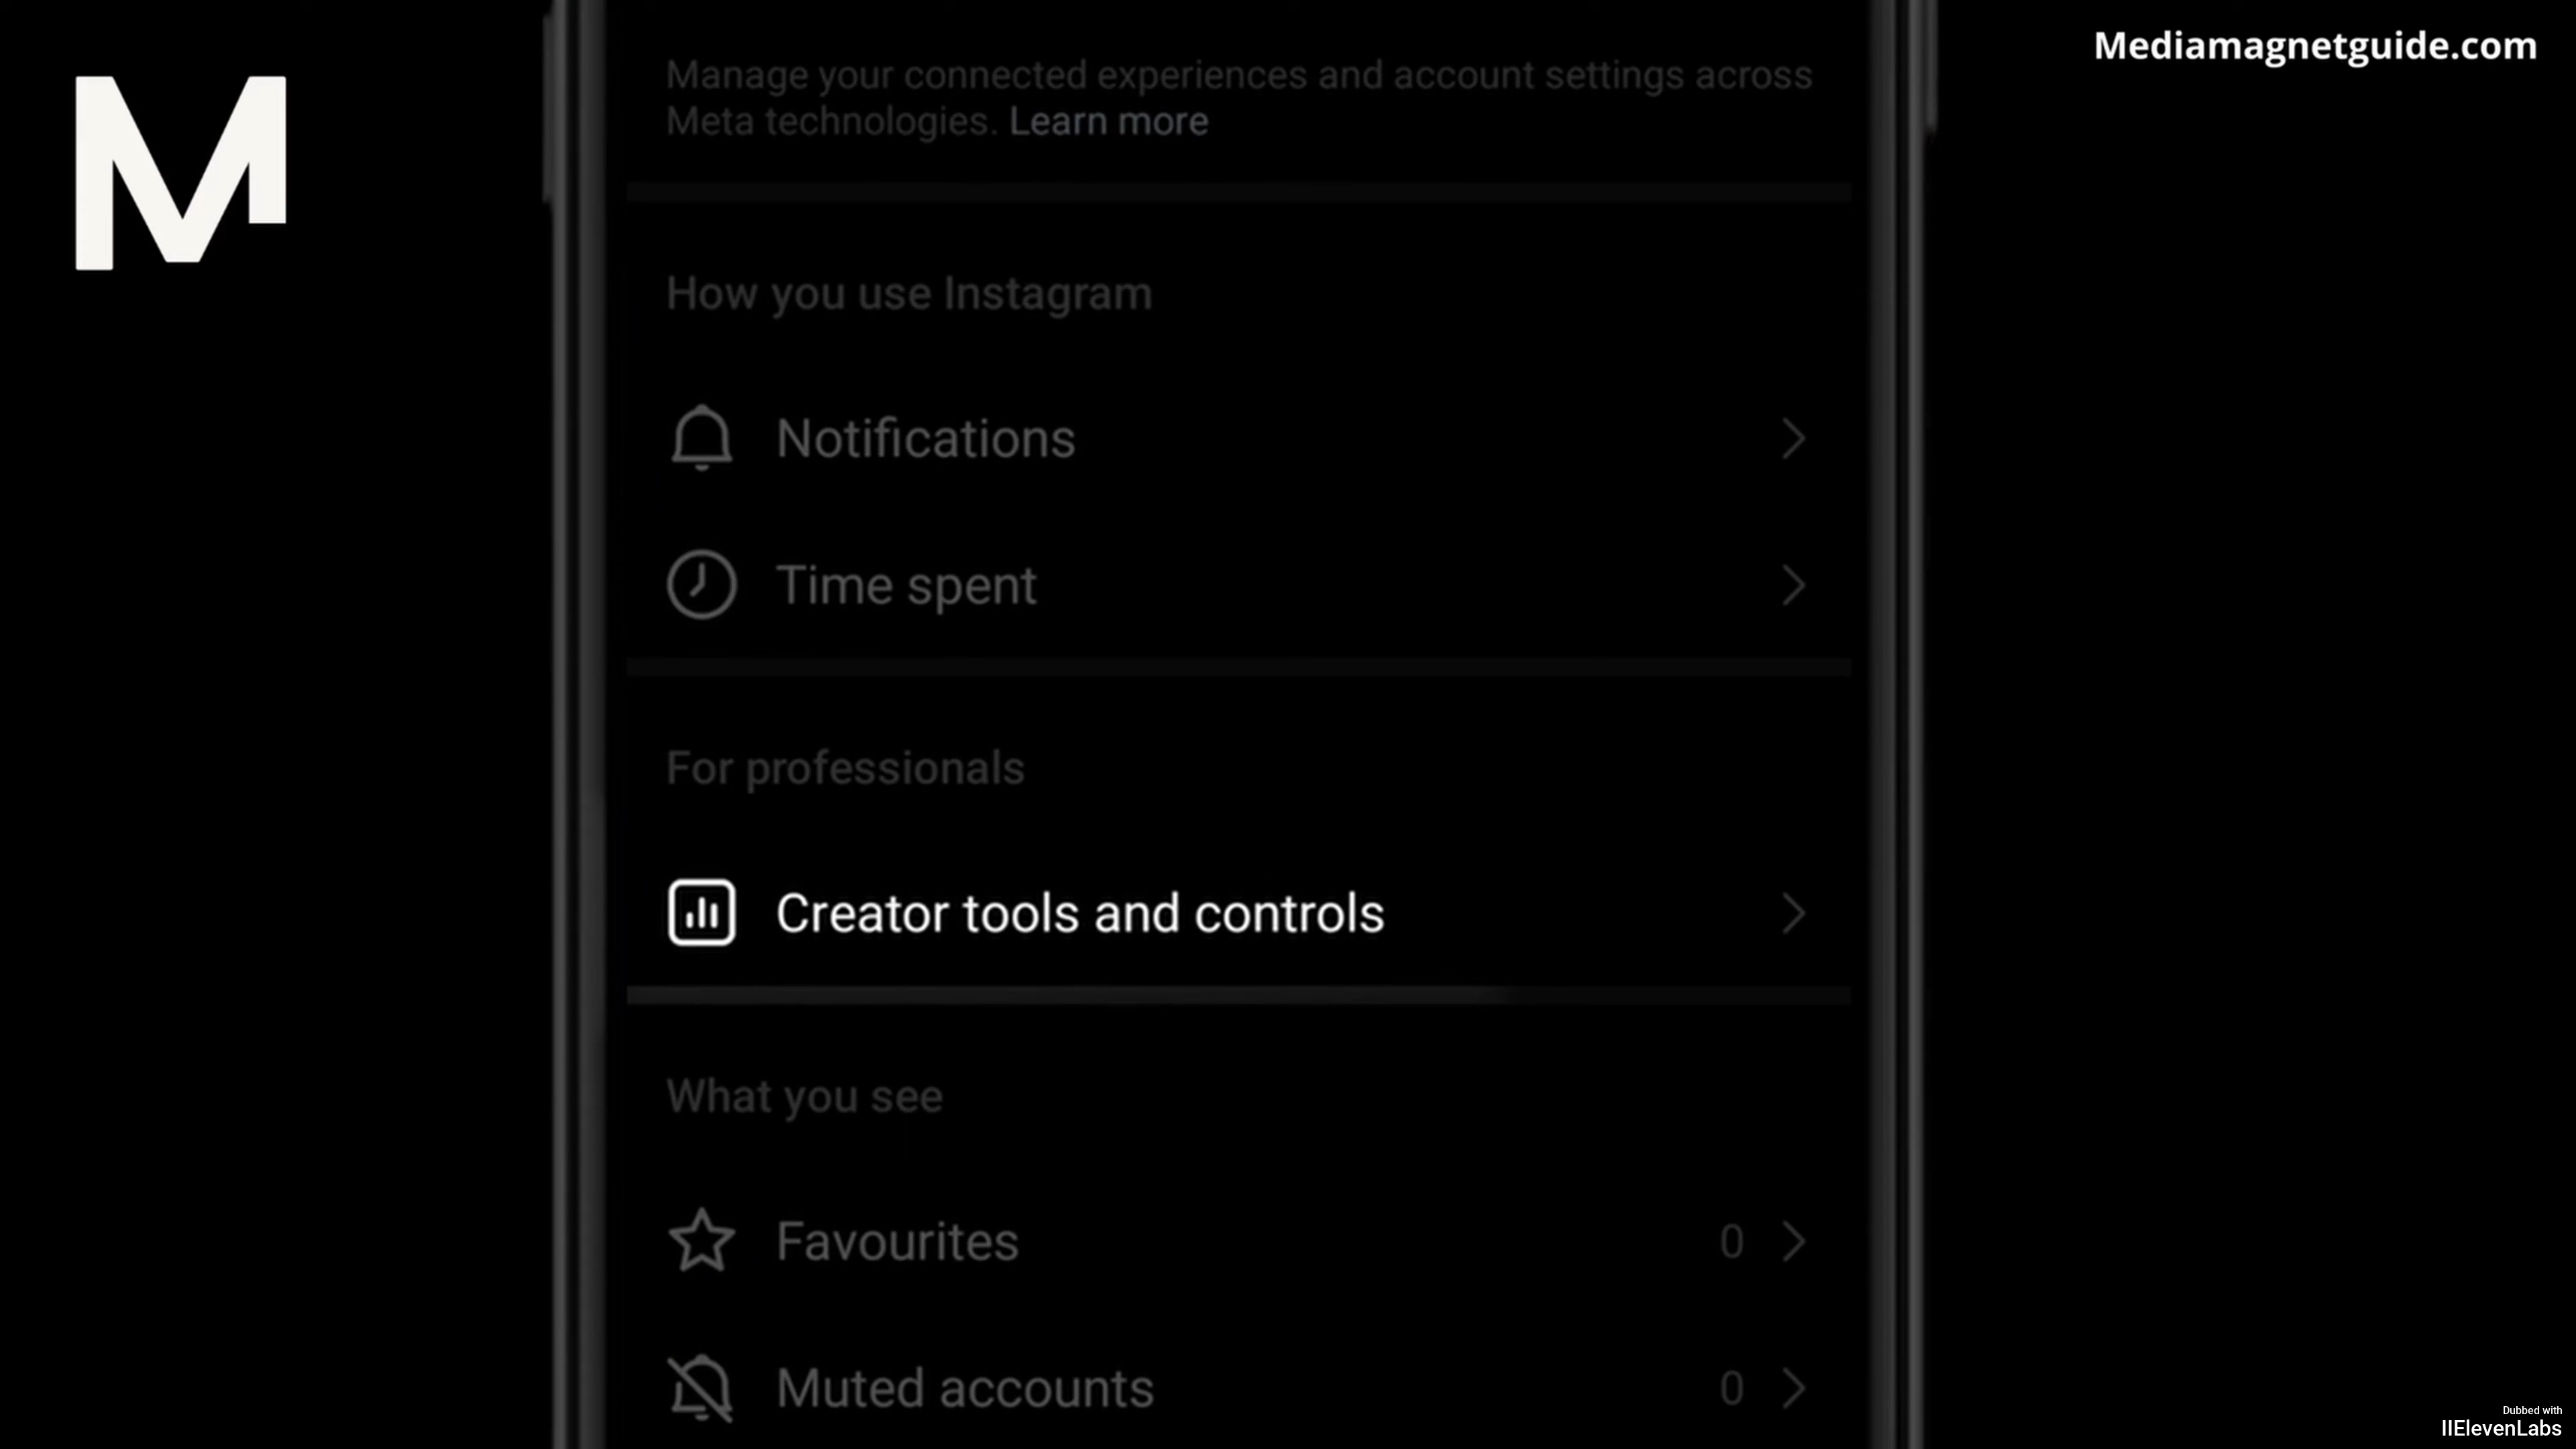 M
Mediamagnetguide.com
Manage your connected experiences and account settings across
Meta technologies. Learn more
How you use Instagram
Notifications
Time spent
For professionals
Creator tools and controls
What you see
Favourites 0
Muted accounts 0
Dubbed with
IIElevenLabs